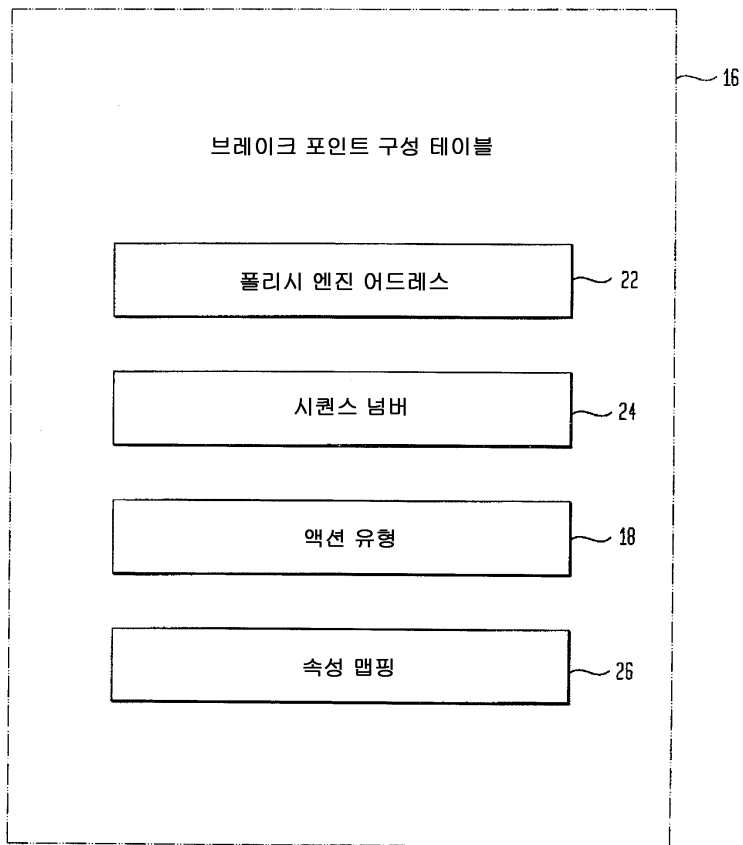 16
브레이크 포인트 구성 테이블
폴리시 엔진 어드레스 22
시퀀스 넘버 24
액션 유형 18
속성 맵핑 26